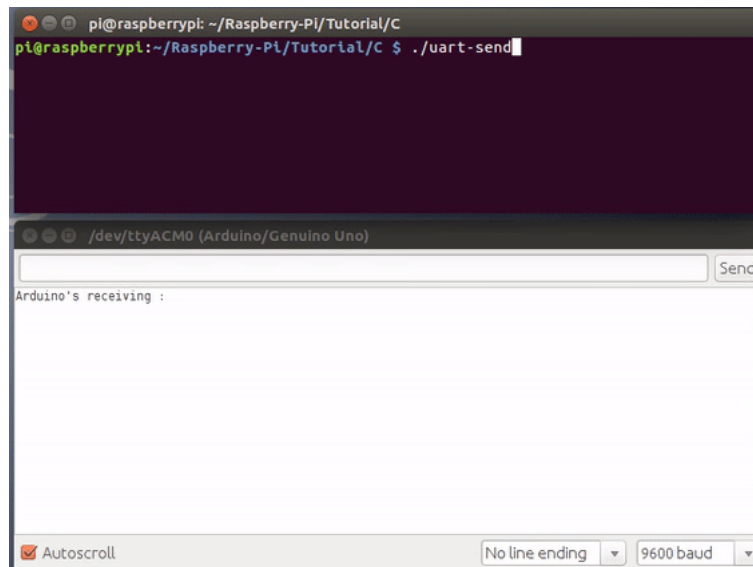 pi@raspberrypi: ~/Raspberry-Pi/Tutorial/C
pi@raspberrypi:~/Raspberry-Pi/Tutorial/C $ ./uart-send
/dev/ttyACM0 (Arduino/Genuino Uno)
Send
Arduino's receiving :
Autoscroll
No line ending
9600 baud